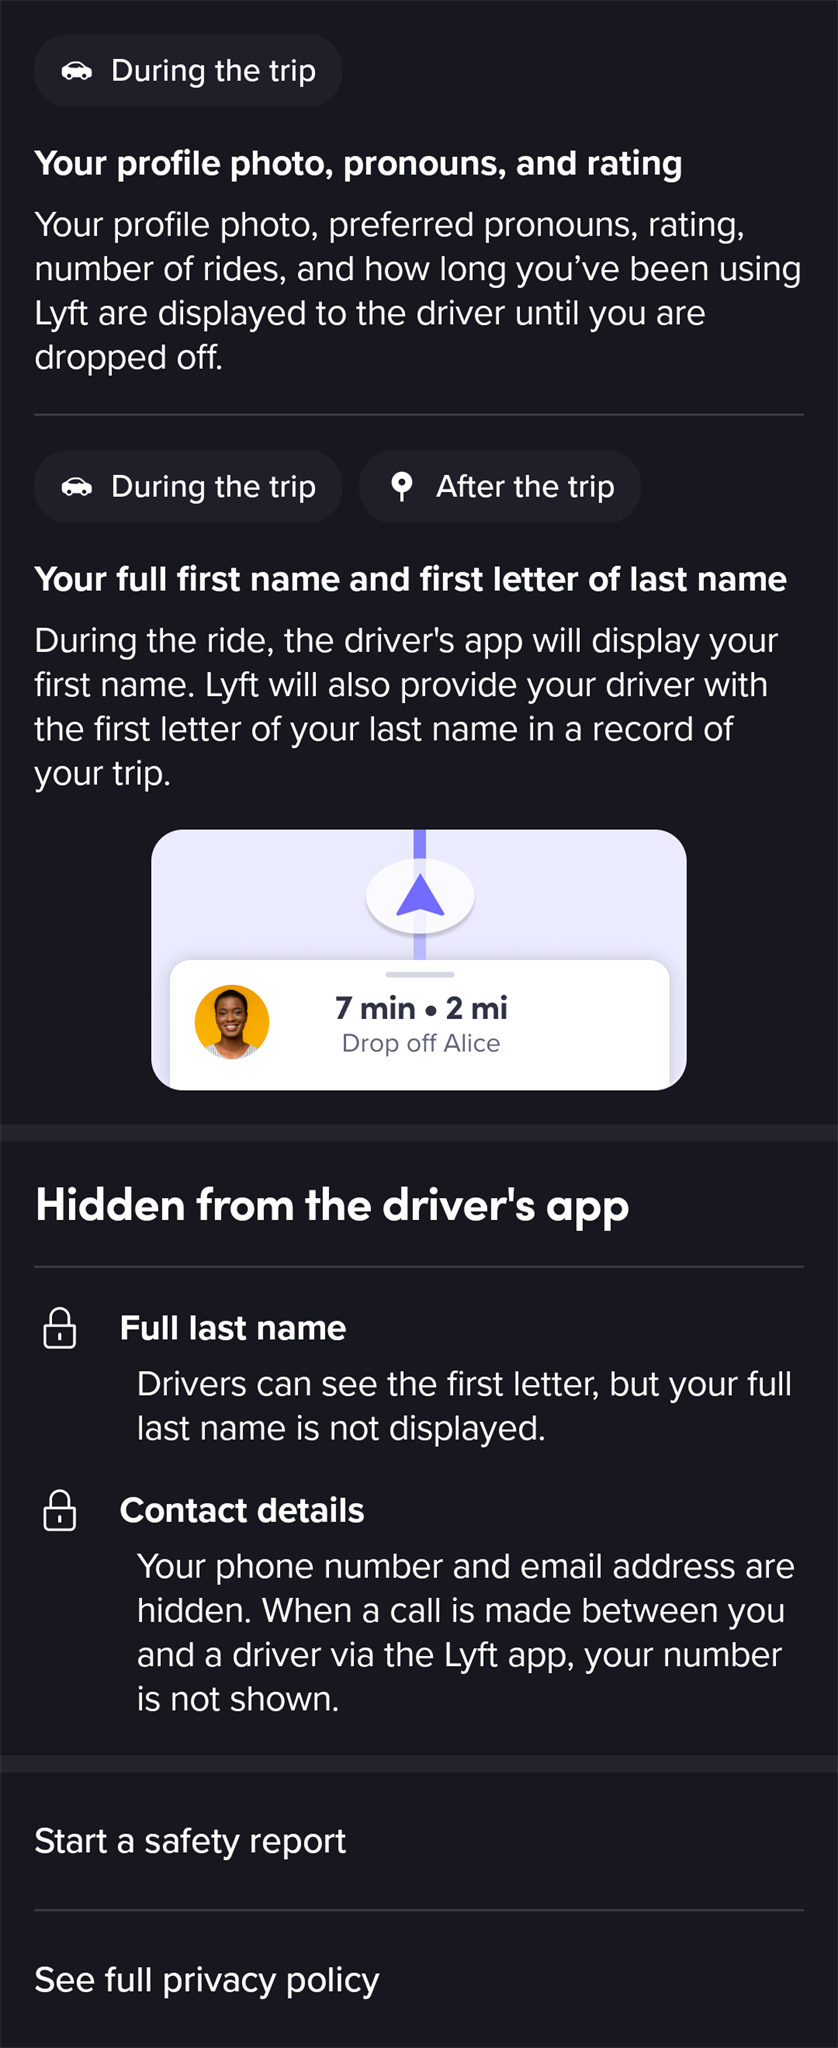 During the trip
Your profile photo, pronouns, and rating
Your profile photo, preferred pronouns, rating,
number of rides, and how long you’ve been using
Lyft are displayed to the driver until you are
dropped off.
During the trip
After the trip
Your full first name and first letter of last name
During the ride, the driver's app will display your
first name. Lyft will also provide your driver with
the first letter of your last name in a record of
your trip.
7 min • 2 mi
Drop off Alice
Hidden from the driver's app
Full last name
Drivers can see the first letter, but your full
last name is not displayed.
Contact details
Your phone number and email address are
hidden. When a call is made between you
and a driver via the Lyft app, your number
is not shown.
Start a safety report
See full privacy policy